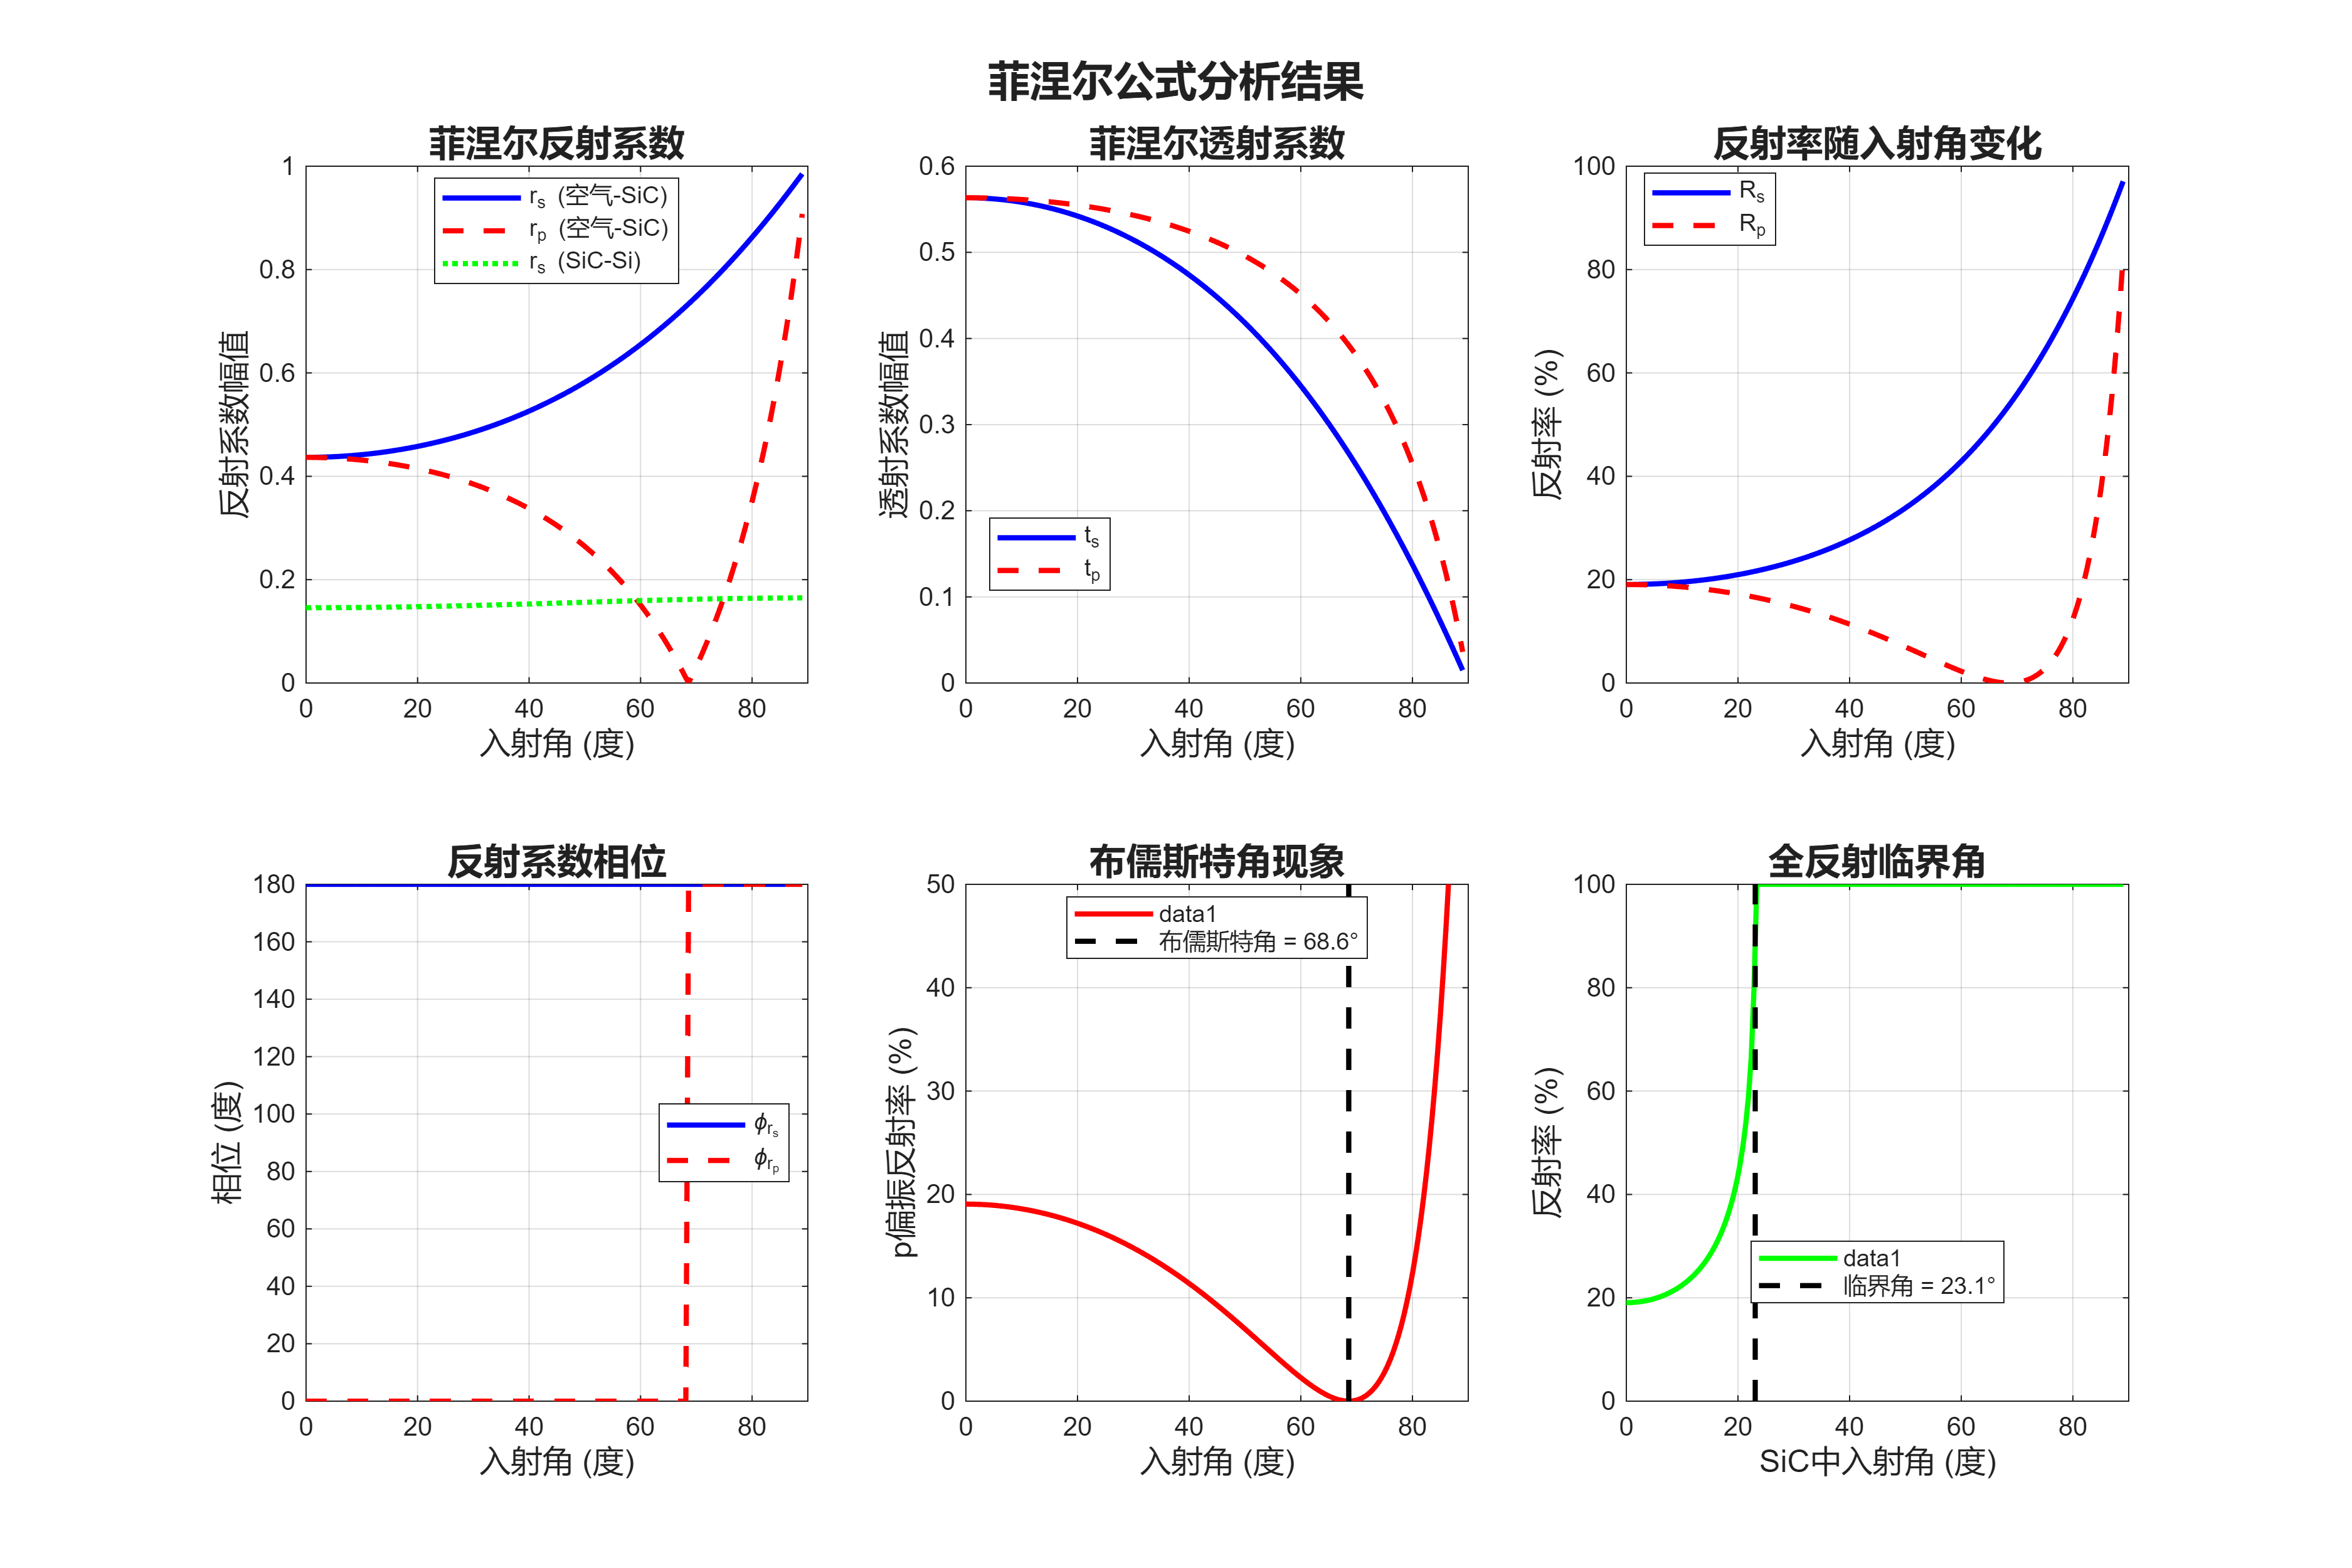 菲涅尔公式分析结果
菲涅尔反射系数
1
0.8
0.6
0.4
0.2
0
0
20
40
60
80
反射系数幅值
入射角 (度)
r_s (空气-SiC)
r_p (空气-SiC)
r_s (SiC-Si)
菲涅尔透射系数
0.6
0.5
0.4
0.3
0.2
0.1
0
0
20
40
60
80
透射系数幅值
入射角 (度)
t_s
t_p
反射率随入射角变化
100
80
60
40
20
0
0
20
40
60
80
反射率 (%)
入射角 (度)
R_s
R_p
反射系数相位
180
160
140
120
100
80
60
40
20
0
0
20
40
60
80
相位 (度)
入射角 (度)
ϕ_{r_s}
ϕ_{r_p}
布儒斯特角现象
50
40
30
20
10
0
0
20
40
60
80
p偏振反射率 (%)
入射角 (度)
data1
布儒斯特角 = 68.6°
全反射临界角
100
80
60
40
20
0
0
20
40
60
80
反射率 (%)
SiC中入射角 (度)
data1
临界角 = 23.1°